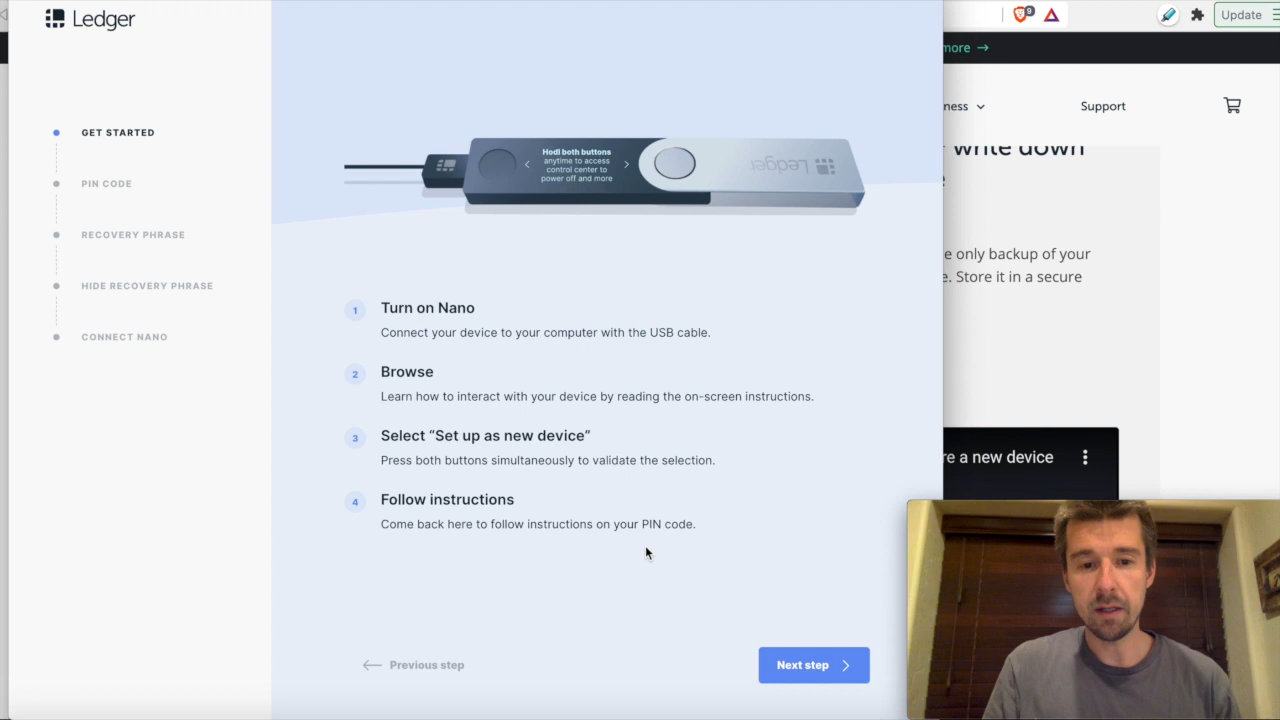 Ledger
GET STARTED
PIN CODE
RECOVERY PHRASE
HIDE RECOVERY PHRASE
CONNECT NANO
Hodl both buttons
anytime to access
control center to
power off and more
Ledger
1 Turn on Nano
Connect your device to your computer with the USB cable.
2 Browse
Learn how to interact with your device by reading the on-screen instructions.
3 Select “Set up as new device”
Press both buttons simultaneously to validate the selection.
4 Follow instructions
Come back here to follow instructions on your PIN code.
Previous step
Next step
9
Update
more →
ness
Support
write down
e only backup of your
e. Store it in a secure
re a new device